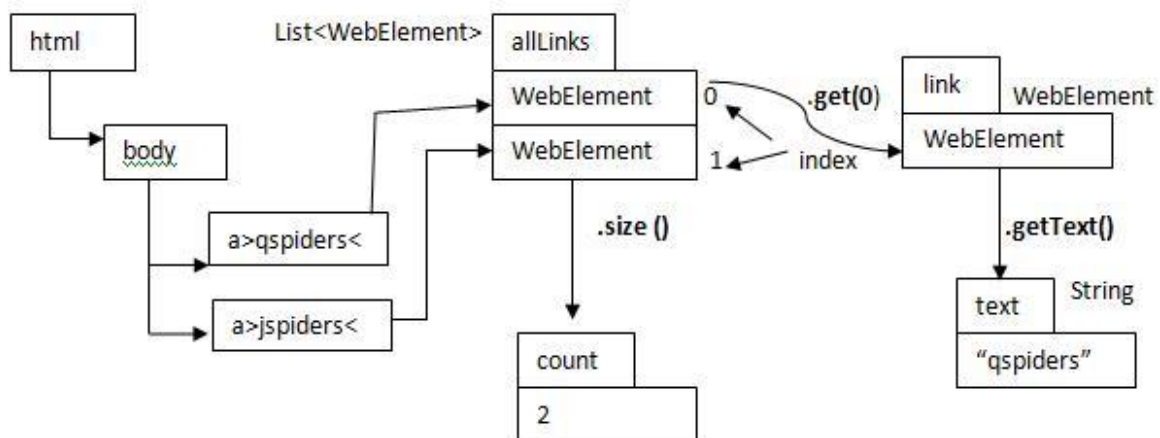 html
List<WebElement>
allLinks
WebElement
0
.get(0)
link
WebElement
body
WebElement
1
index
WebElement
a>qspiders<
.size ()
.getText()
a>jspiders<
text
String
count
"qspiders"
2